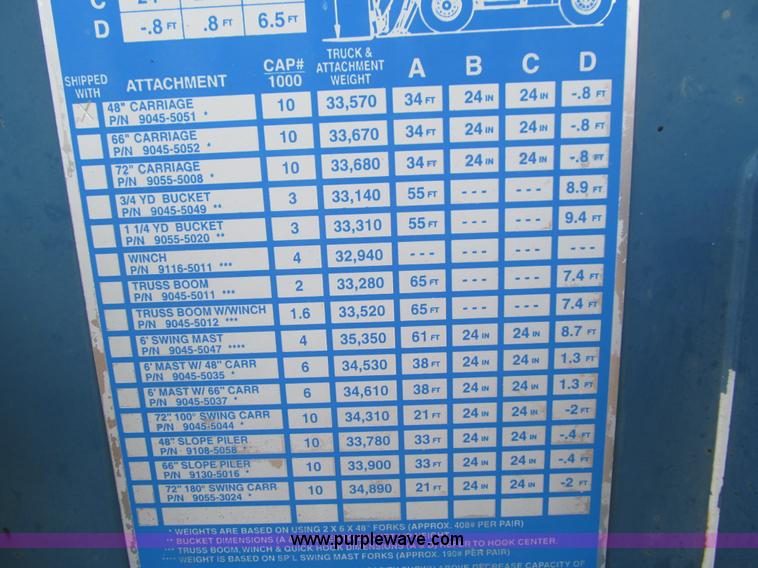 C
D -.8 FT .8 FT 6.5 FT
TRUCK &
SHIPPED CAP# ATTACHMENT
WITH ATTACHMENT 1000 WEIGHT A B C D
48" CARRIAGE
P/N 9045-5051 * 10 33,570 34 FT 24 IN 24 IN -.8 FT
66" CARRIAGE
P/N 9045-5052 * 10 33,670 34 FT 24 IN 24 IN -.8 FT
72" CARRIAGE
P/N 9055-5008 * 10 33,680 34 FT 24 IN 24 IN -.8 FT
3/4 YD BUCKET
P/N 9045-5049 ** 3 33,140 55 FT --- --- 8.9 FT
1 1/4 YD BUCKET
P/N 9055-5020 ** 3 33,310 55 FT --- --- 9.4 FT
WINCH
P/N 9116-5011 *** 4 32,940 --- --- --- ---
TRUSS BOOM
P/N 9045-5011 *** 2 33,280 65 FT --- --- 7.4 FT
TRUSS BOOM W/WINCH
P/N 9045-5012 *** 1.6 33,520 65 FT --- --- 7.4 FT
6' SWING MAST
P/N 9045-5047 **** 4 35,350 61 FT 24 IN 24 IN 8.7 FT
6' MAST W/ 48" CARR
P/N 9045-5035 * 6 34,530 38 FT 24 IN 24 IN 1.3 FT
6' MAST W/ 66" CARR
P/N 9045-5037 * 6 34,610 38 FT 24 IN 24 IN 1.3 FT
72" 100° SWING CARR
P/N 9045-5044 * 10 34,310 21 FT 24 IN 24 IN -2 FT
48" SLOPE PILER
P/N 9108-5058 * 10 33,780 33 FT 24 IN 24 IN -.4 FT
66" SLOPE PILER
P/N 9130-5016 * 10 33,900 33 FT 24 IN 24 IN -.4 FT
72" 180° SWING CARR
P/N 9055-3024 * 10 34,890 21 FT 24 IN 24 IN -2 FT
* WEIGHTS ARE BASED ON USING 2 X 6 X 48" FORKS (APPROX. 408# PER PAIR)
** BUCKET DIMENSIONS (A
*** TRUSS BOOM, WINCH & QUICK HOOK DIMENSIONS TO HOOK CENTER.
**** WEIGHT IS BASED ON SP'L SWING MAST FORKS (APPROX. 190# PER PAIR)
SHOWN ABOVE DECREASE CAPACITY OF
www.purplewave.com